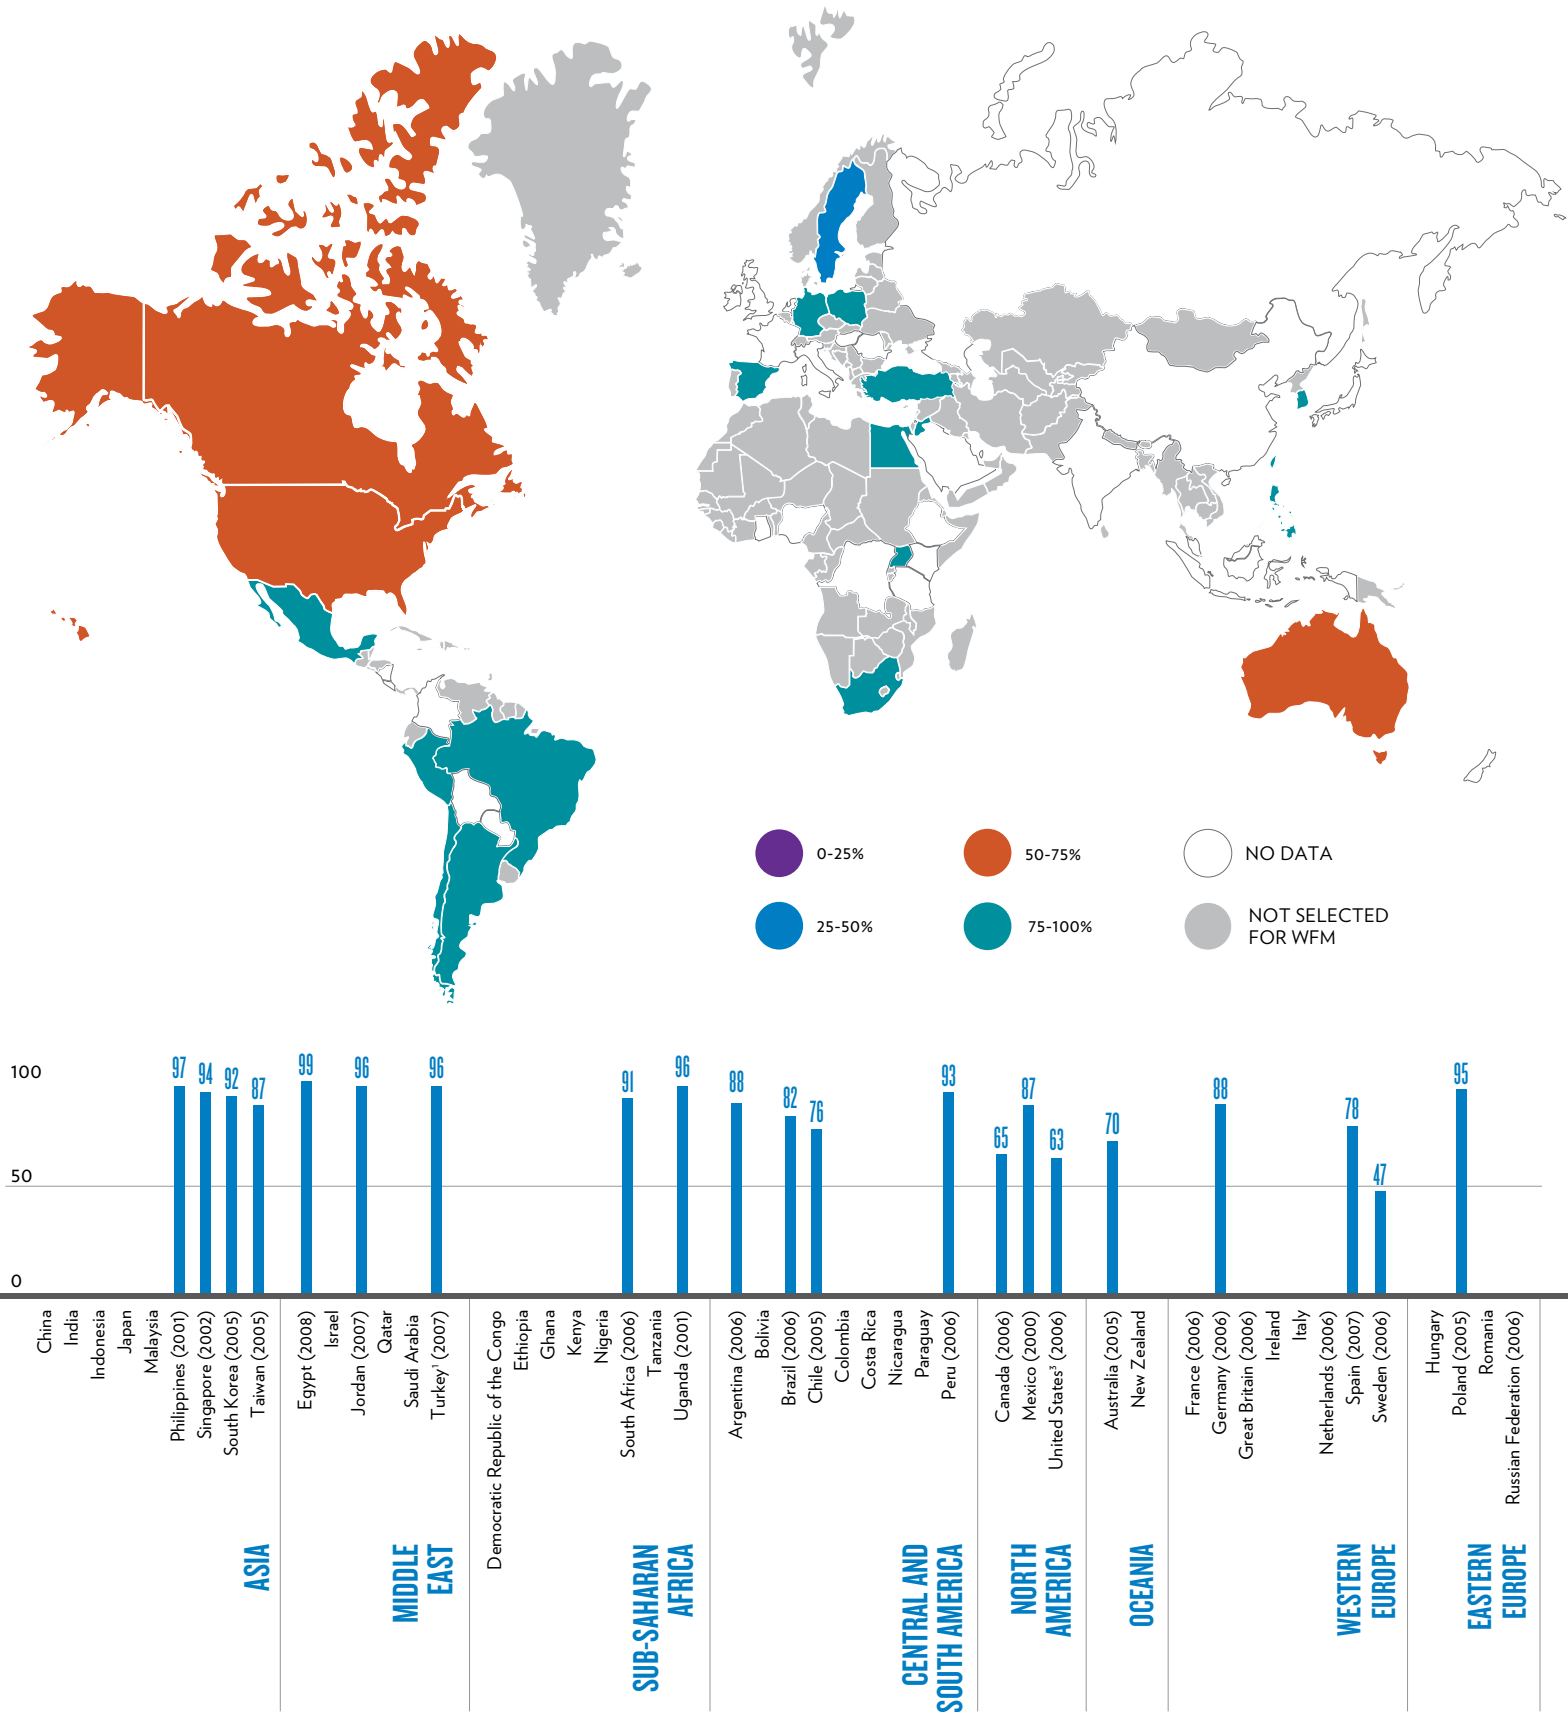 0-25%
50-75%
NO DATA
25-50%
75-100%
NOT SELECTED
FOR WFM
100
50
0
97
94
92
87
99
96
96
91
96
88
82
76
93
65
87
63
70
88
78
47
95
China
India
Indonesia
Japan
Malaysia
Philippines (2001)
Singapore (2002)
South Korea (2005)
Taiwan (2005)
Egypt (2008)
Israel
Jordan (2007)
Qatar
Saudi Arabia
Turkey¹ (2007)
Democratic Republic of the Congo
Ethiopia
Ghana
Kenya
Nigeria
South Africa (2006)
Tanzania
Uganda (2001)
Argentina (2006)
Bolivia
Brazil (2006)
Chile (2005)
Colombia
Costa Rica
Nicaragua
Paraguay
Peru (2006)
Canada (2006)
Mexico (2000)
United States³ (2006)
Australia (2005)
New Zealand
France (2006)
Germany (2006)
Great Britain (2006)
Ireland
Italy
Netherlands (2006)
Spain (2007)
Sweden (2006)
Hungary
Poland (2005)
Romania
Russian Federation (2006)
ASIA
MIDDLE
EAST
SUB-SAHARAN
AFRICA
CENTRAL AND
SOUTH AMERICA
NORTH
AMERICA
OCEANIA
WESTERN
EUROPE
EASTERN
EUROPE